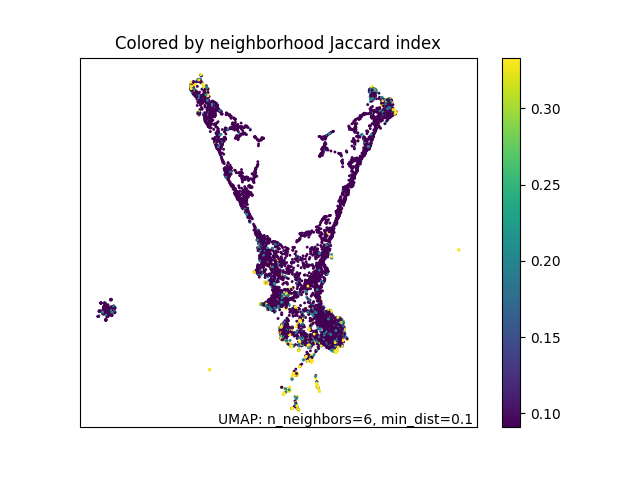 Colored by neighborhood Jaccard index
0.30
0.25
0.20
0.15
0.10
UMAP: n_neighbors=6, min_dist=0.1